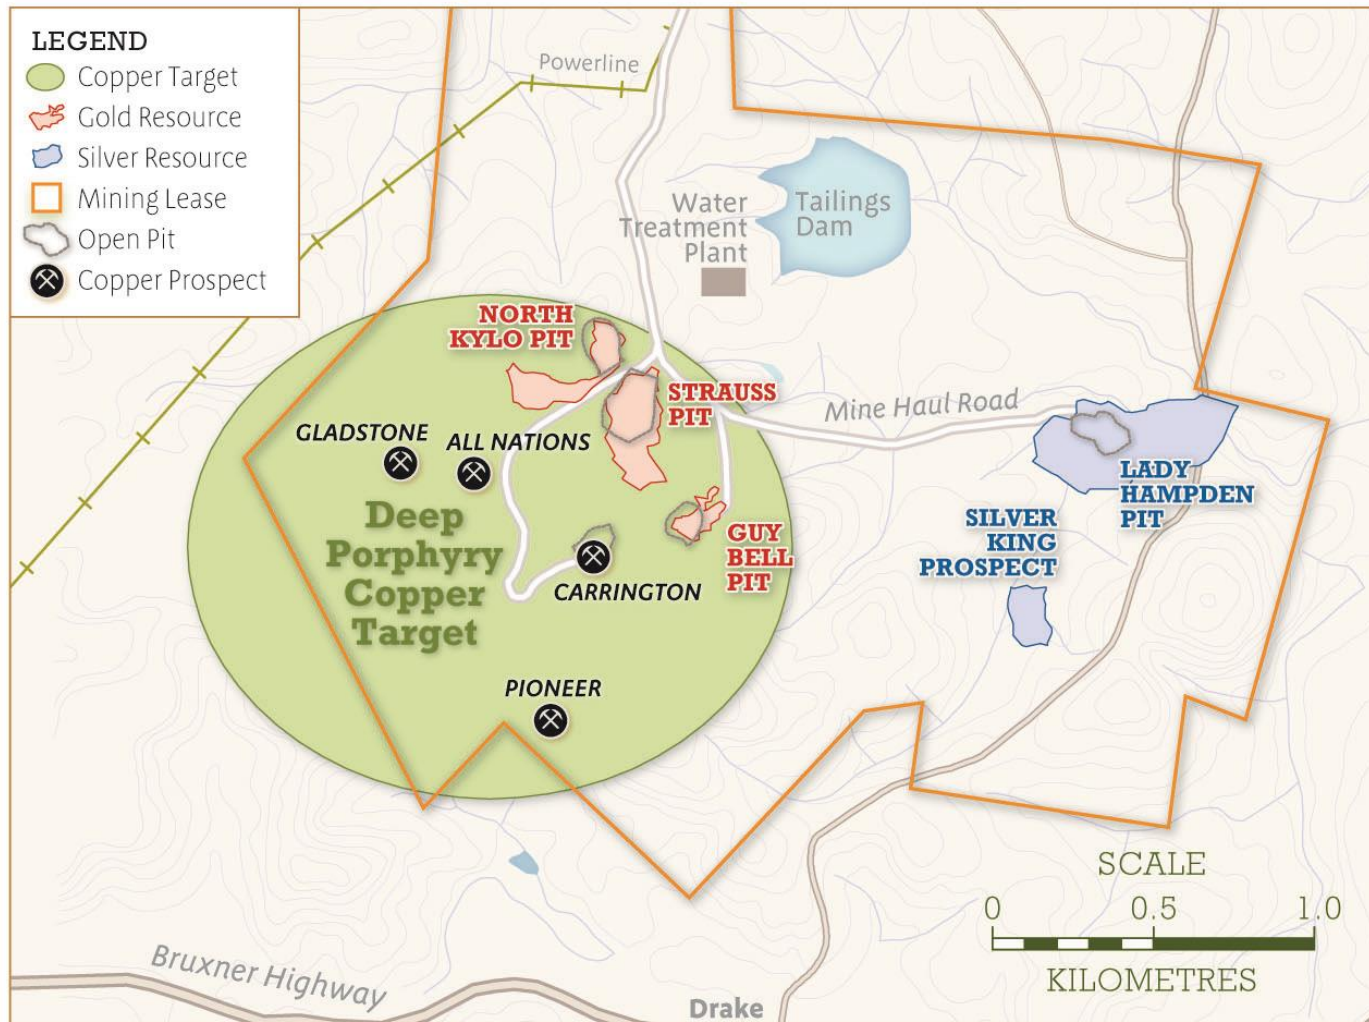 LEGEND
Copper Target
Gold Resource
Silver Resource
Mining Lease
Open Pit
Copper Prospect
Powerline
Water
Treatment
Plant
Tailings
Dam
NORTH
KYLO PIT
STRAUSS
PIT
Mine Haul Road
GLADSTONE
ALL NATIONS
LADY
HAMPDEN
PIT
Deep
Porphyry
Copper
Target
SILVER
KING
PROSPECT
GUY
BELL
PIT
CARRINGTON
PIONEER
SCALE
0 0.5 1.0
KILOMETRES
Bruxner Highway
Drake